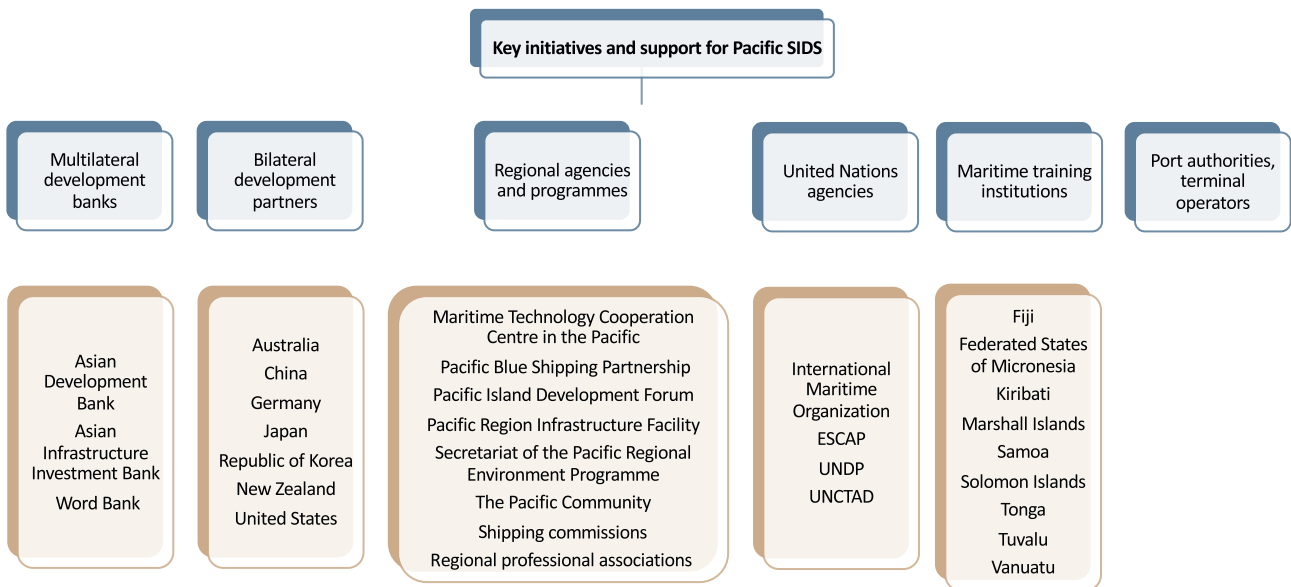 Key initiatives and support for Pacific SIDS
Multilateral
development
banks
Bilateral
development
partners
Regional agencies
and programmes
United Nations
agencies
Maritime training
institutions
Port authorities,
terminal
operators
Asian
Development
Bank
Asian
Infrastructure
Investment Bank
Word Bank
Australia
China
Germany
Japan
Republic of Korea
New Zealand
United States
Maritime Technology Cooperation
Centre in the Pacific
Pacific Blue Shipping Partnership
Pacific Island Development Forum
Pacific Region Infrastructure Facility
Secretariat of the Pacific Regional
Environment Programme
The Pacific Community
Shipping commissions
Regional professional associations
International
Maritime
Organization
ESCAP
UNDP
UNCTAD
Fiji
Federated States
of Micronesia
Kiribati
Marshall Islands
Samoa
Solomon Islands
Tonga
Tuvalu
Vanuatu